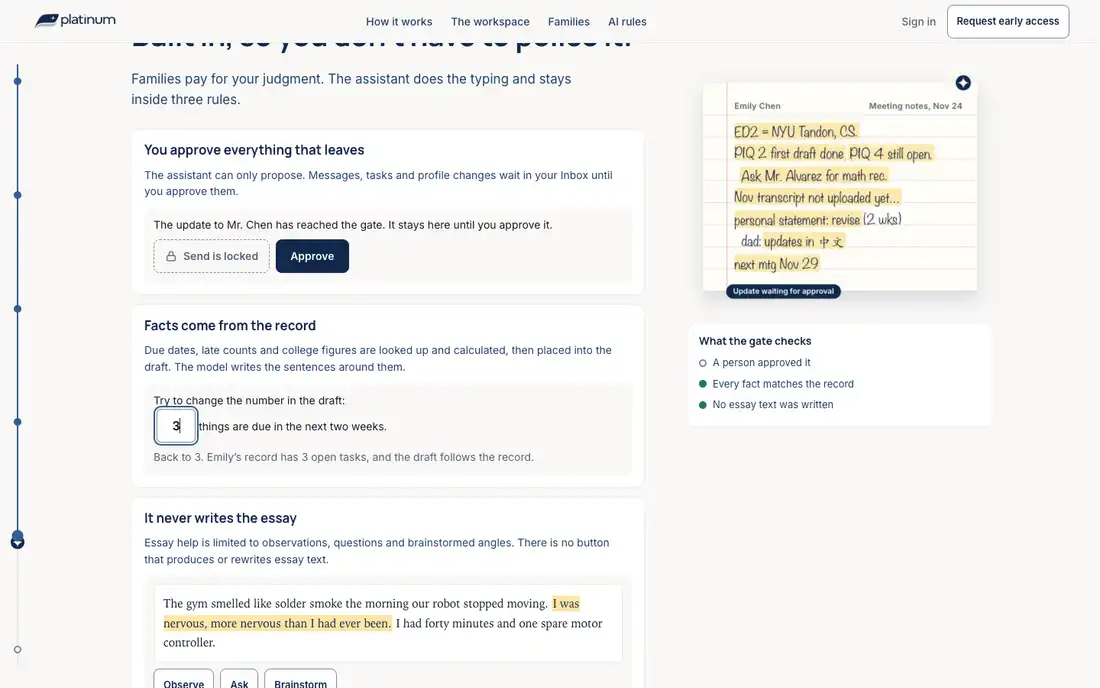 platinum
How it works
The workspace
Families
AI rules
Sign in
Request early access
Built in, so you don't have to police it.
Families pay for your judgment. The assistant does the typing and stays
inside three rules.
You approve everything that leaves
The assistant can only propose. Messages, tasks and profile changes wait in your Inbox until
you approve them.
The update to Mr. Chen has reached the gate. It stays here until you approve it.
Send is locked
Approve
Facts come from the record
Due dates, late counts and college figures are looked up and calculated, then placed into the
draft. The model writes the sentences around them.
Try to change the number in the draft:
3 things are due in the next two weeks.
Back to 3. Emily's record has 3 open tasks, and the draft follows the record.
It never writes the essay
Essay help is limited to observations, questions and brainstormed angles. There is no button
that produces or rewrites essay text.
The gym smelled like solder smoke the morning our robot stopped moving. I was
nervous, more nervous than I had ever been. I had forty minutes and one spare motor
controller.
Observe
Ask
Brainstorm
Emily Chen
Meeting notes, Nov 24
ED2 = NYU Tandon, CS.
PIQ 2 first draft done PIQ 4 still open.
Ask Mr. Alvarez for math rec.
Nov transcript not uploaded yet...
personal statement: revise (2 wks)
dad: updates in 中文
next mtg Nov 29
Update waiting for approval
What the gate checks
A person approved it
Every fact matches the record
No essay text was written